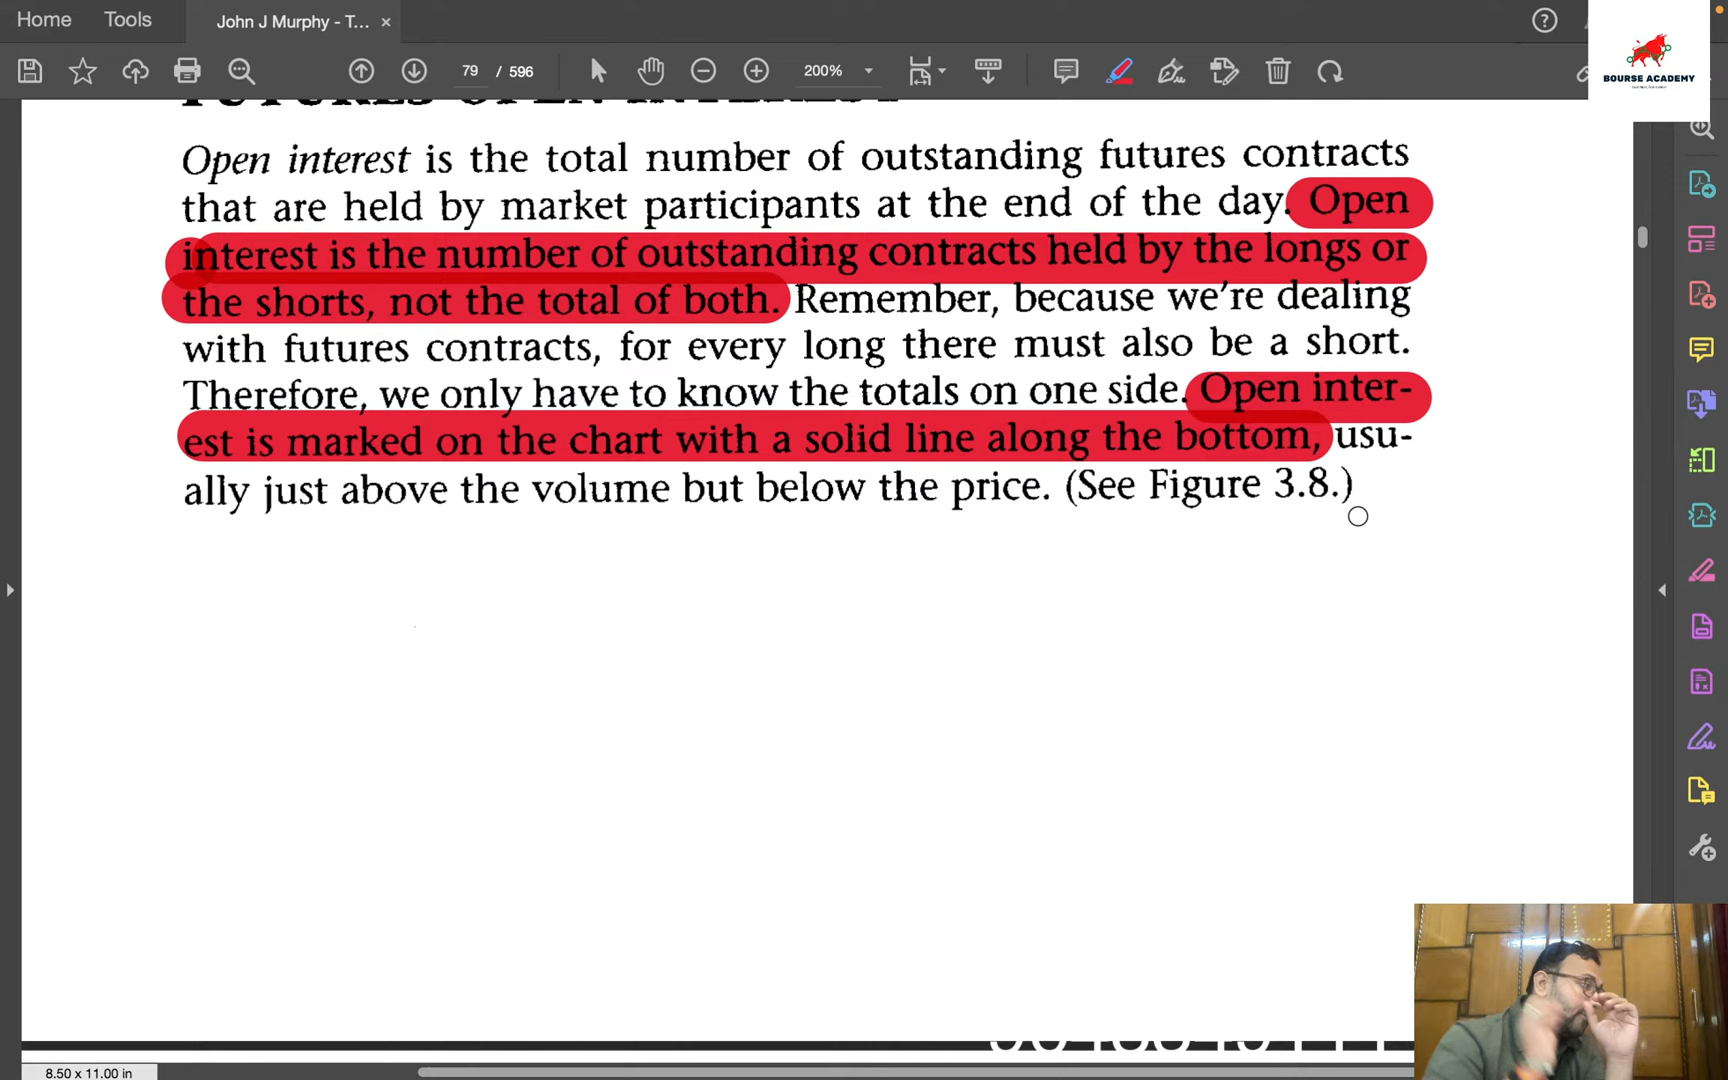 Home
Tools
John J Murphy - T...
79 / 596
200%
BOURSE ACADEMY
FUTURES OPEN INTEREST
Open interest is the total number of outstanding futures contracts
that are held by market participants at the end of the day. Open
interest is the number of outstanding contracts held by the longs or
the shorts, not the total of both. Remember, because we’re dealing
with futures contracts, for every long there must also be a short.
Therefore, we only have to know the totals on one side. Open inter-
est is marked on the chart with a solid line along the bottom, usu-
ally just above the volume but below the price. (See Figure 3.8.)
8.50 x 11.00 in